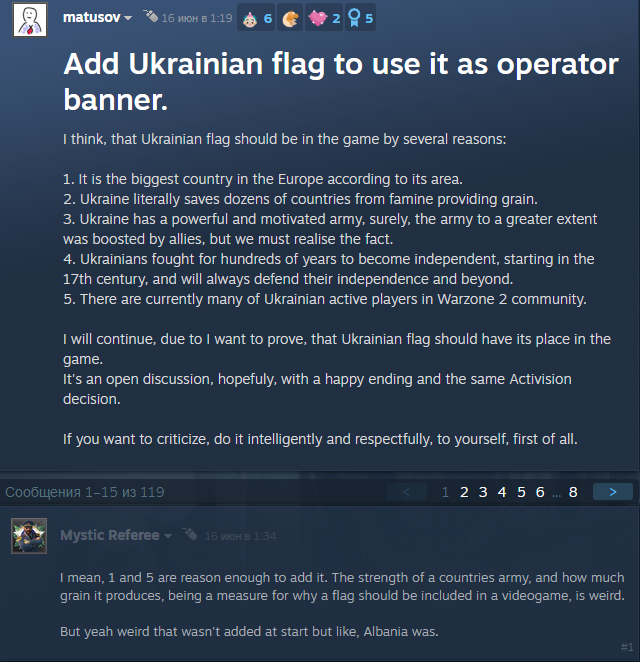 matusov 16 июн в 1:19 6 2 5
Add Ukrainian flag to use it as operator
banner.
I think, that Ukrainian flag should be in the game by several reasons:
1. It is the biggest country in the Europe according to its area.
2. Ukraine literally saves dozens of countries from famine providing grain.
3. Ukraine has a powerful and motivated army, surely, the army to a greater extent
was boosted by allies, but we must realise the fact.
4. Ukrainians fought for hundreds of years to become independent, starting in the
17th century, and will always defend their independence and beyond.
5. There are currently many of Ukrainian active players in Warzone 2 community.
I will continue, due to I want to prove, that Ukrainian flag should have its place in the
game.
It's an open discussion, hopefuly, with a happy ending and the same Activision
decision.
If you want to criticize, do it intelligently and respectfully, to yourself, first of all.
Сообщения 1–15 из 119 < 1 2 3 4 5 6 ... 8 >
Mystic Referee 16 июн в 1:34
I mean, 1 and 5 are reason enough to add it. The strength of a countries army, and how much
grain it produces, being a measure for why a flag should be included in a videogame, is weird.
But yeah weird that wasn't added at start but like, Albania was.
#1